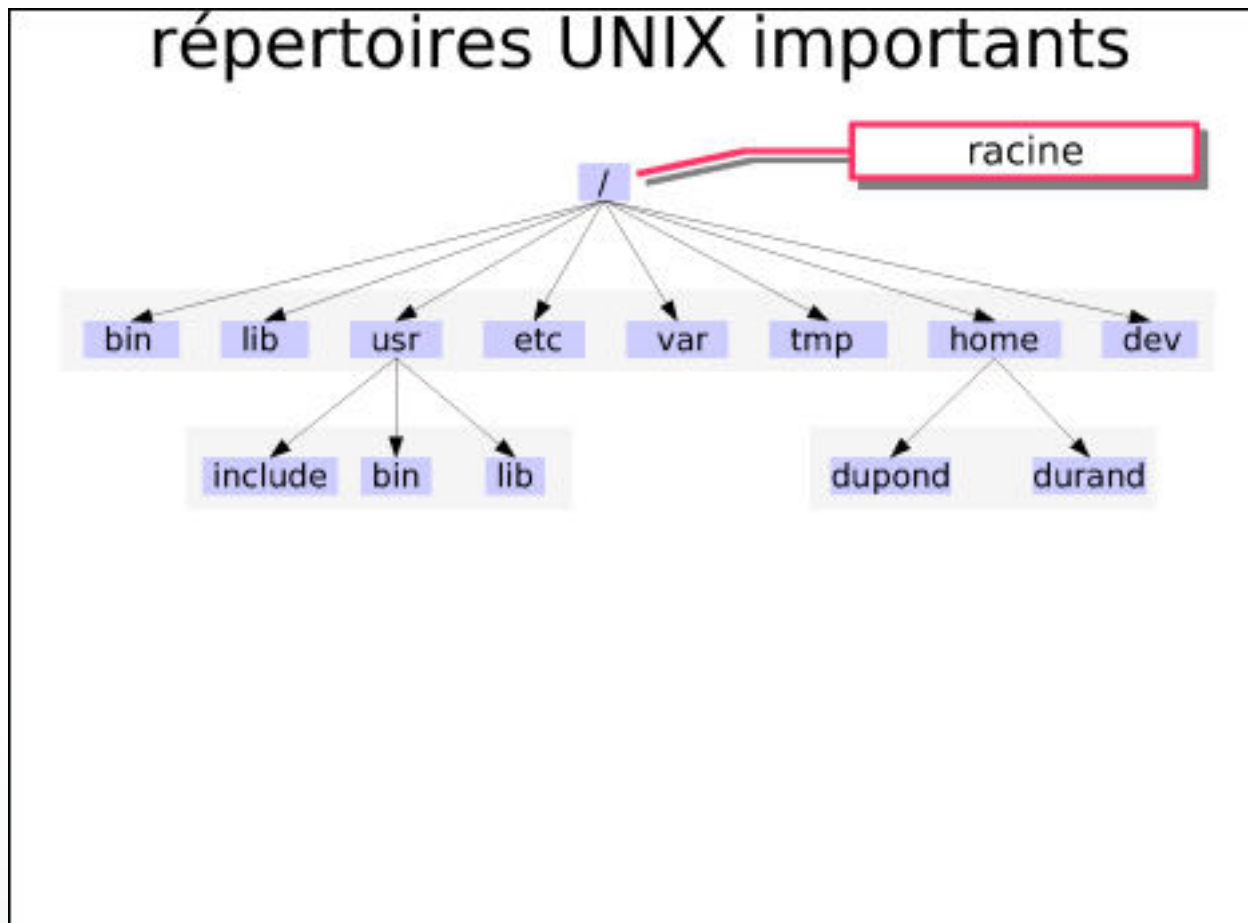 répertoires UNIX importants
racine
/
bin lib usr etc var tmp home dev
include bin lib dupond durand